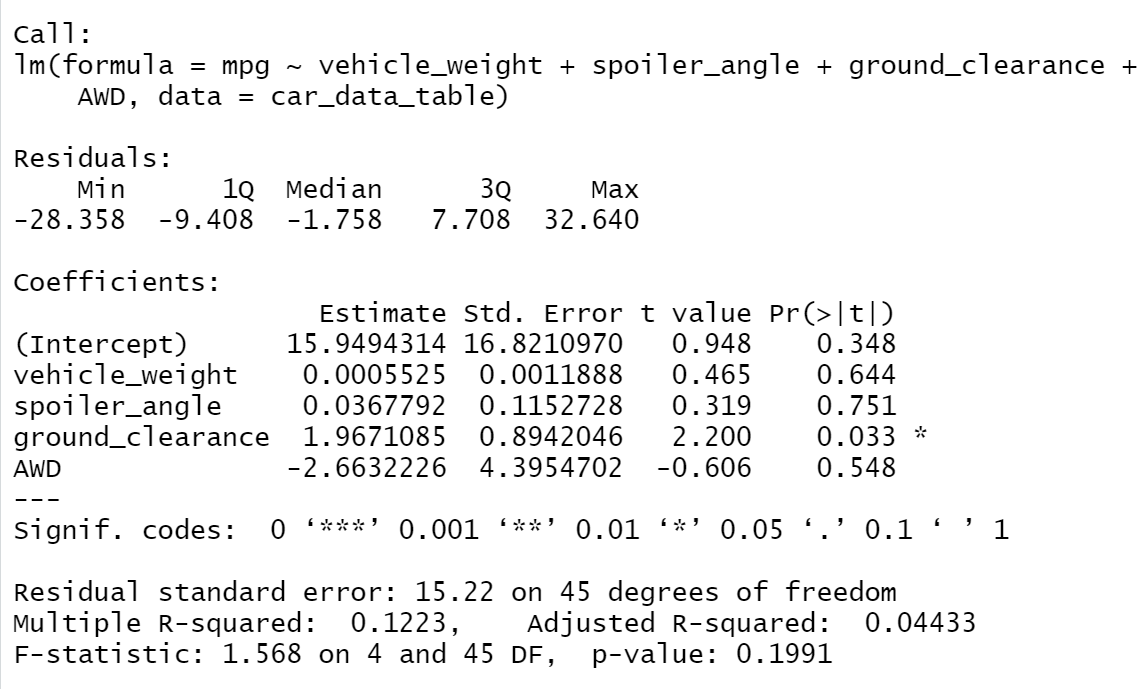 Call:
lm(formula = mpg ~ vehicle_weight + spoiler_angle + ground_clearance +
    AWD, data = car_data_table)

Residuals:
    Min      1Q  Median      3Q     Max
-28.358  -9.408  -1.758   7.708  32.640

Coefficients:
                   Estimate Std. Error t value Pr(>|t|)
(Intercept)      15.9494314 16.8210970   0.948    0.348
vehicle_weight    0.0005525  0.0011888   0.465    0.644
spoiler_angle     0.0367792  0.1152728   0.319    0.751
ground_clearance  1.9671085  0.8942046   2.200    0.033 *
AWD              -2.6632226  4.3954702  -0.606    0.548
---
Signif. codes:  0 ‘***’ 0.001 ‘**’ 0.01 ‘*’ 0.05 ‘.’ 0.1 ‘ ’ 1

Residual standard error: 15.22 on 45 degrees of freedom
Multiple R-squared:  0.1223,    Adjusted R-squared:  0.04433
F-statistic: 1.568 on 4 and 45 DF,  p-value: 0.1991